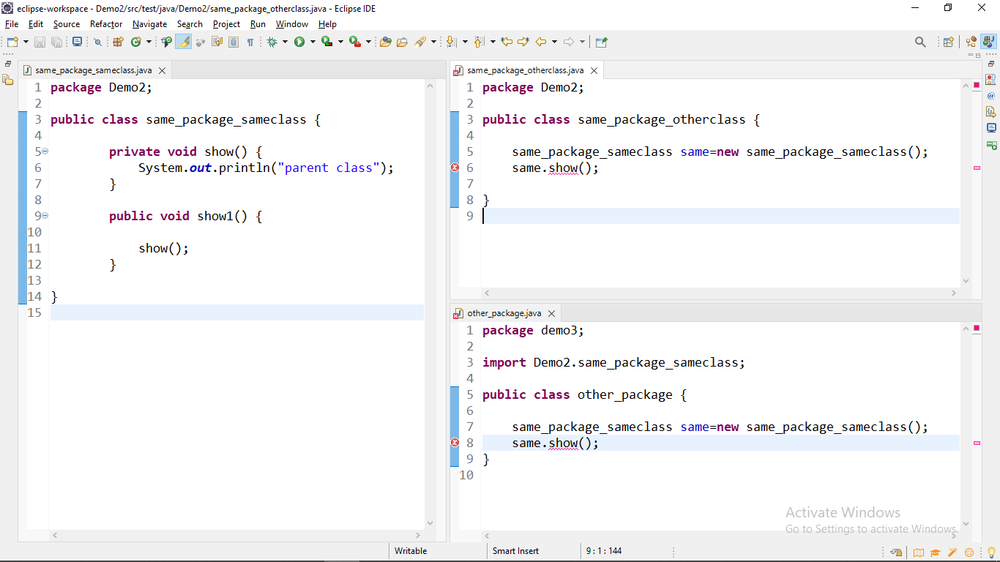 eclipse-workspace - Demo2/src/test/java/Demo2/same_package_otherclass.java - Eclipse IDE
File Edit Source Refactor Navigate Search Project Run Window Help
same_package_sameclass.java
1 package Demo2;
2
3 public class same_package_sameclass {
4
5 private void show() {
6 System.out.println("parent class");
7 }
8
9 public void show1() {
10
11 show();
12 }
13
14 }
15
same_package_otherclass.java
1 package Demo2;
2
3 public class same_package_otherclass {
4
5 same_package_sameclass same=new same_package_sameclass();
6 same.show();
7
8 }
9
other_package.java
1 package demo3;
2
3 import Demo2.same_package_sameclass;
4
5 public class other_package {
6
7 same_package_sameclass same=new same_package_sameclass();
8 same.show();
9 }
10
Activate Windows
Go to Settings to activate Windows.
Writable Smart Insert 9 : 1 : 144